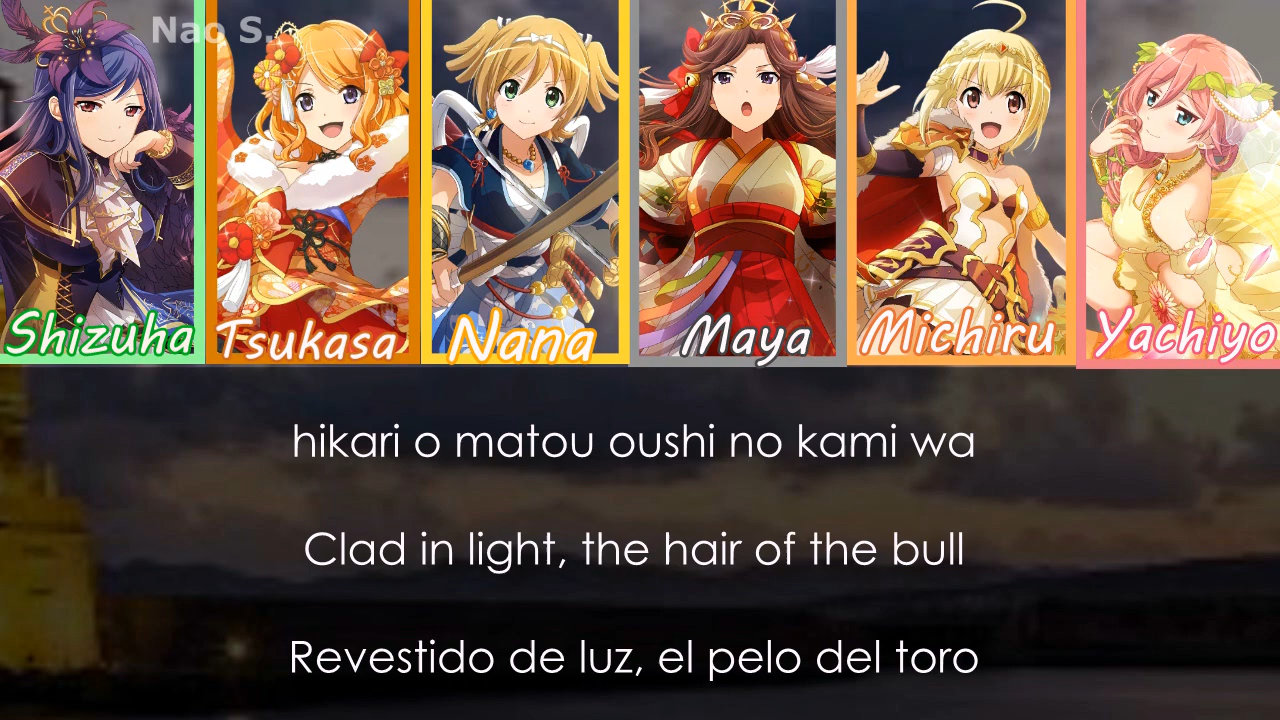 Nao S.
Shizuha Tsukasa Nana Maya Michiru Yachiyo
hikari o matou oushi no kami wa
Clad in light, the hair of the bull
Revestido de luz, el pelo del toro